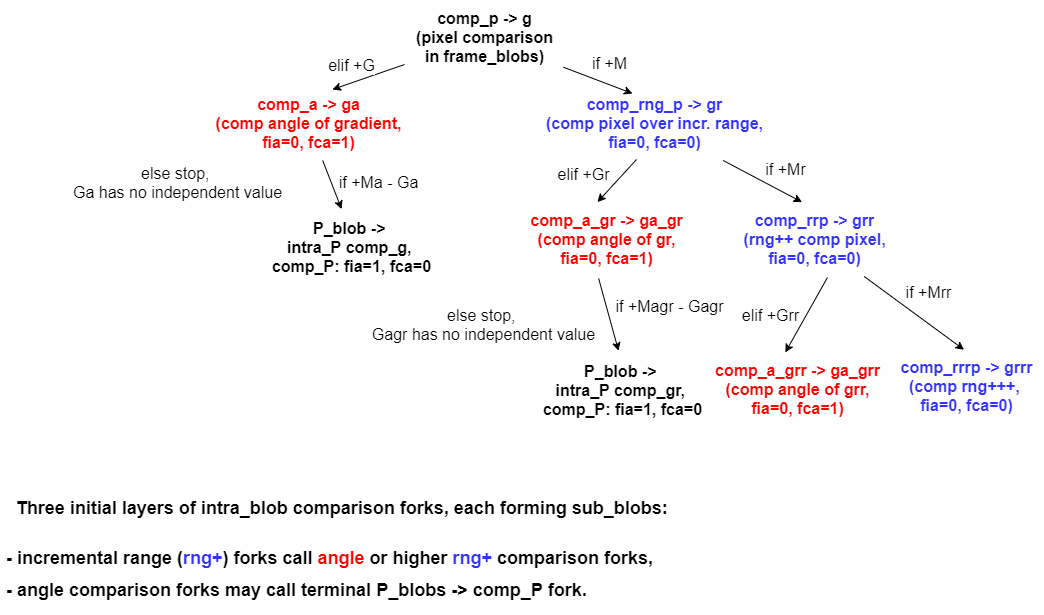 comp_p -> g
(pixel comparison
in frame_blobs)
elif +G
if +M
comp_a -> ga
(comp angle of gradient,
fia=0, fca=1)
comp_rng_p -> gr
(comp pixel over incr. range,
fia=0, fca=0)
else stop,
Ga has no independent value
if +Ma - Ga
elif +Gr
if +Mr
P_blob ->
intra_P comp_g,
comp_P: fia=1, fca=0
comp_a_gr -> ga_gr
(comp angle of gr,
fia=0, fca=1)
comp_rrp -> grr
(rng++ comp pixel,
fia=0, fca=0)
else stop,
Gagr has no independent value
if +Magr - Gagr
elif +Grr
if +Mrr
P_blob ->
intra_P comp_gr,
comp_P: fia=1, fca=0
comp_a_grr -> ga_grr
(comp angle of grr,
fia=0, fca=1)
comp_rrrp -> grrr
(comp rng+++,
fia=0, fca=0)
Three initial layers of intra_blob comparison forks, each forming sub_blobs:
- incremental range (rng+) forks call angle or higher rng+ comparison forks,
- angle comparison forks may call terminal P_blobs -> comp_P fork.